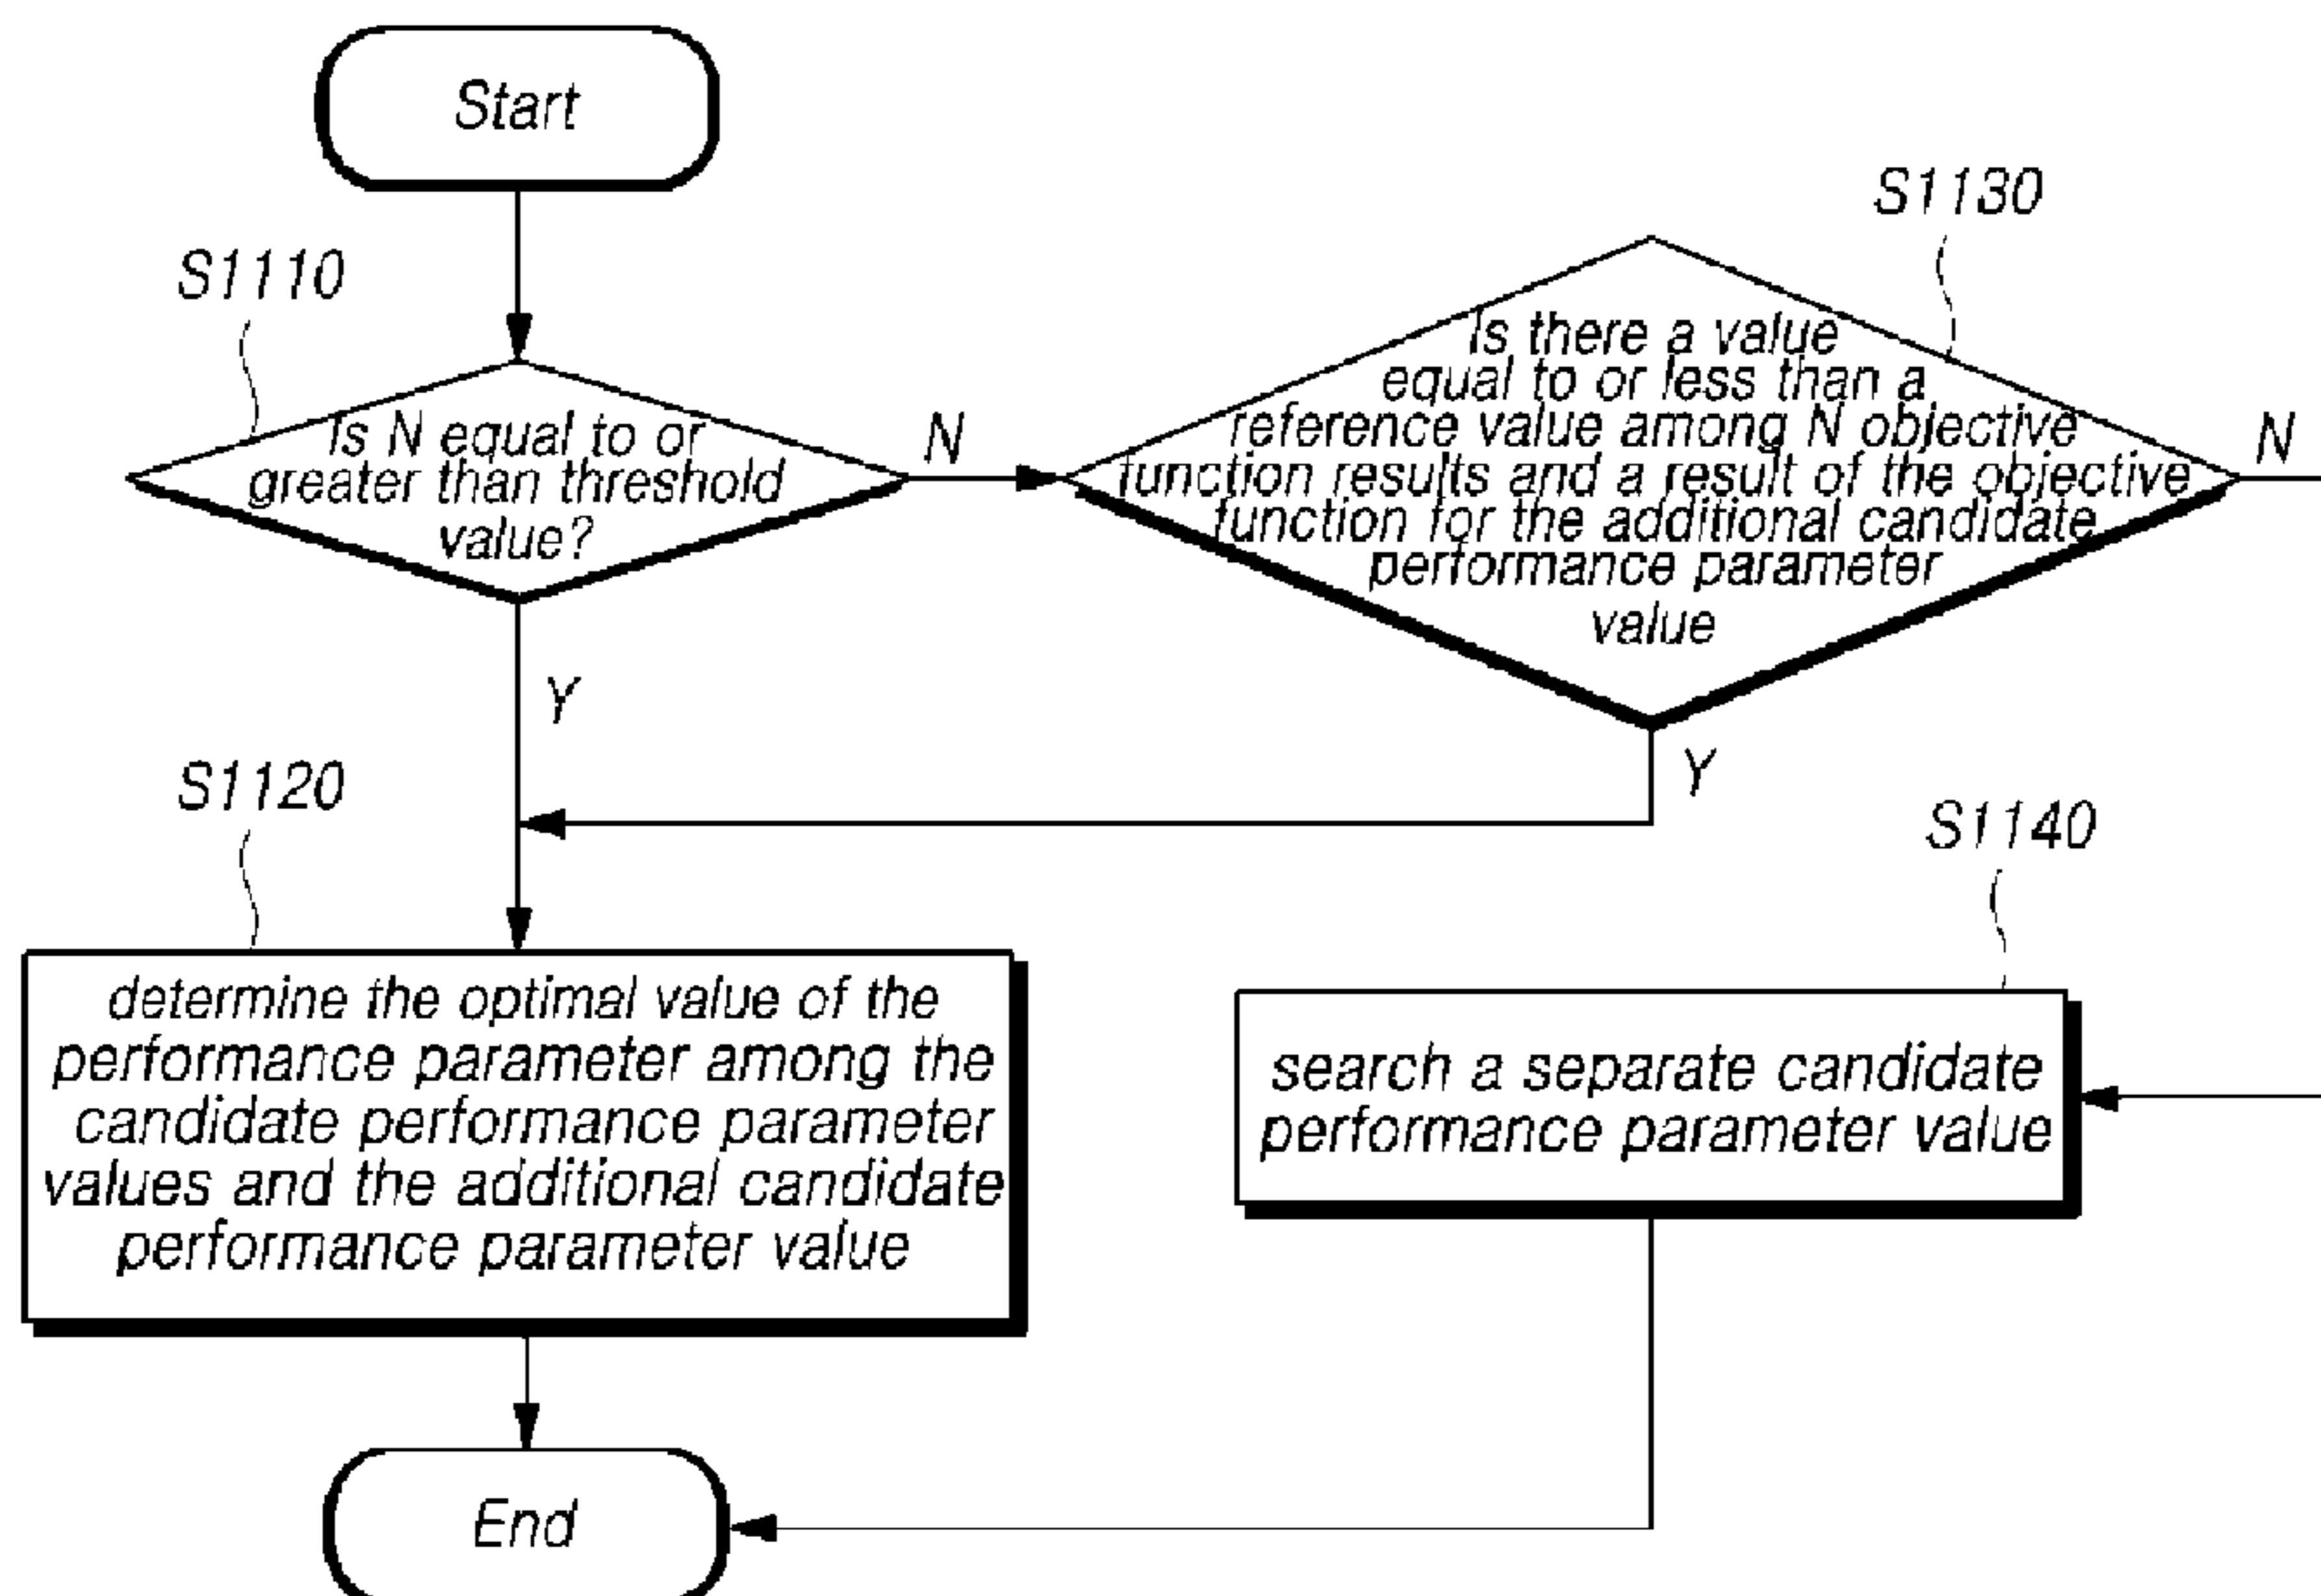 Start
S1110
Is N equal to or
greater than threshold
value?
N
Y
S1130
Is there a value
equal to or less than a
reference value among N objective
function results and a result of the objective
function for the additional candidate
performance parameter
value
N
Y
S1120
determine the optimal value of the
performance parameter among the
candidate performance parameter
values and the additional candidate
performance parameter value
S1140
search a separate candidate
performance parameter value
End